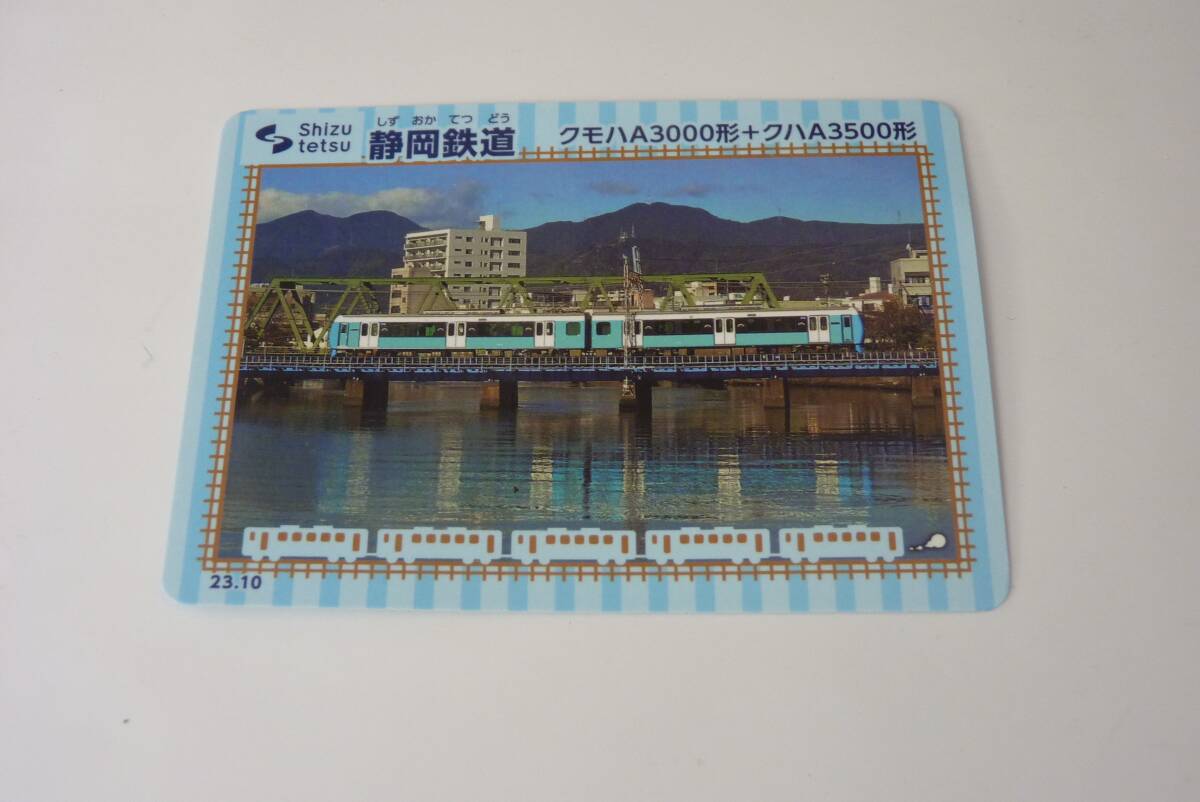 Shizu
tetsu
しず おか てつ どう
静岡鉄道
クモハA3000形+クハA3500形
23.10